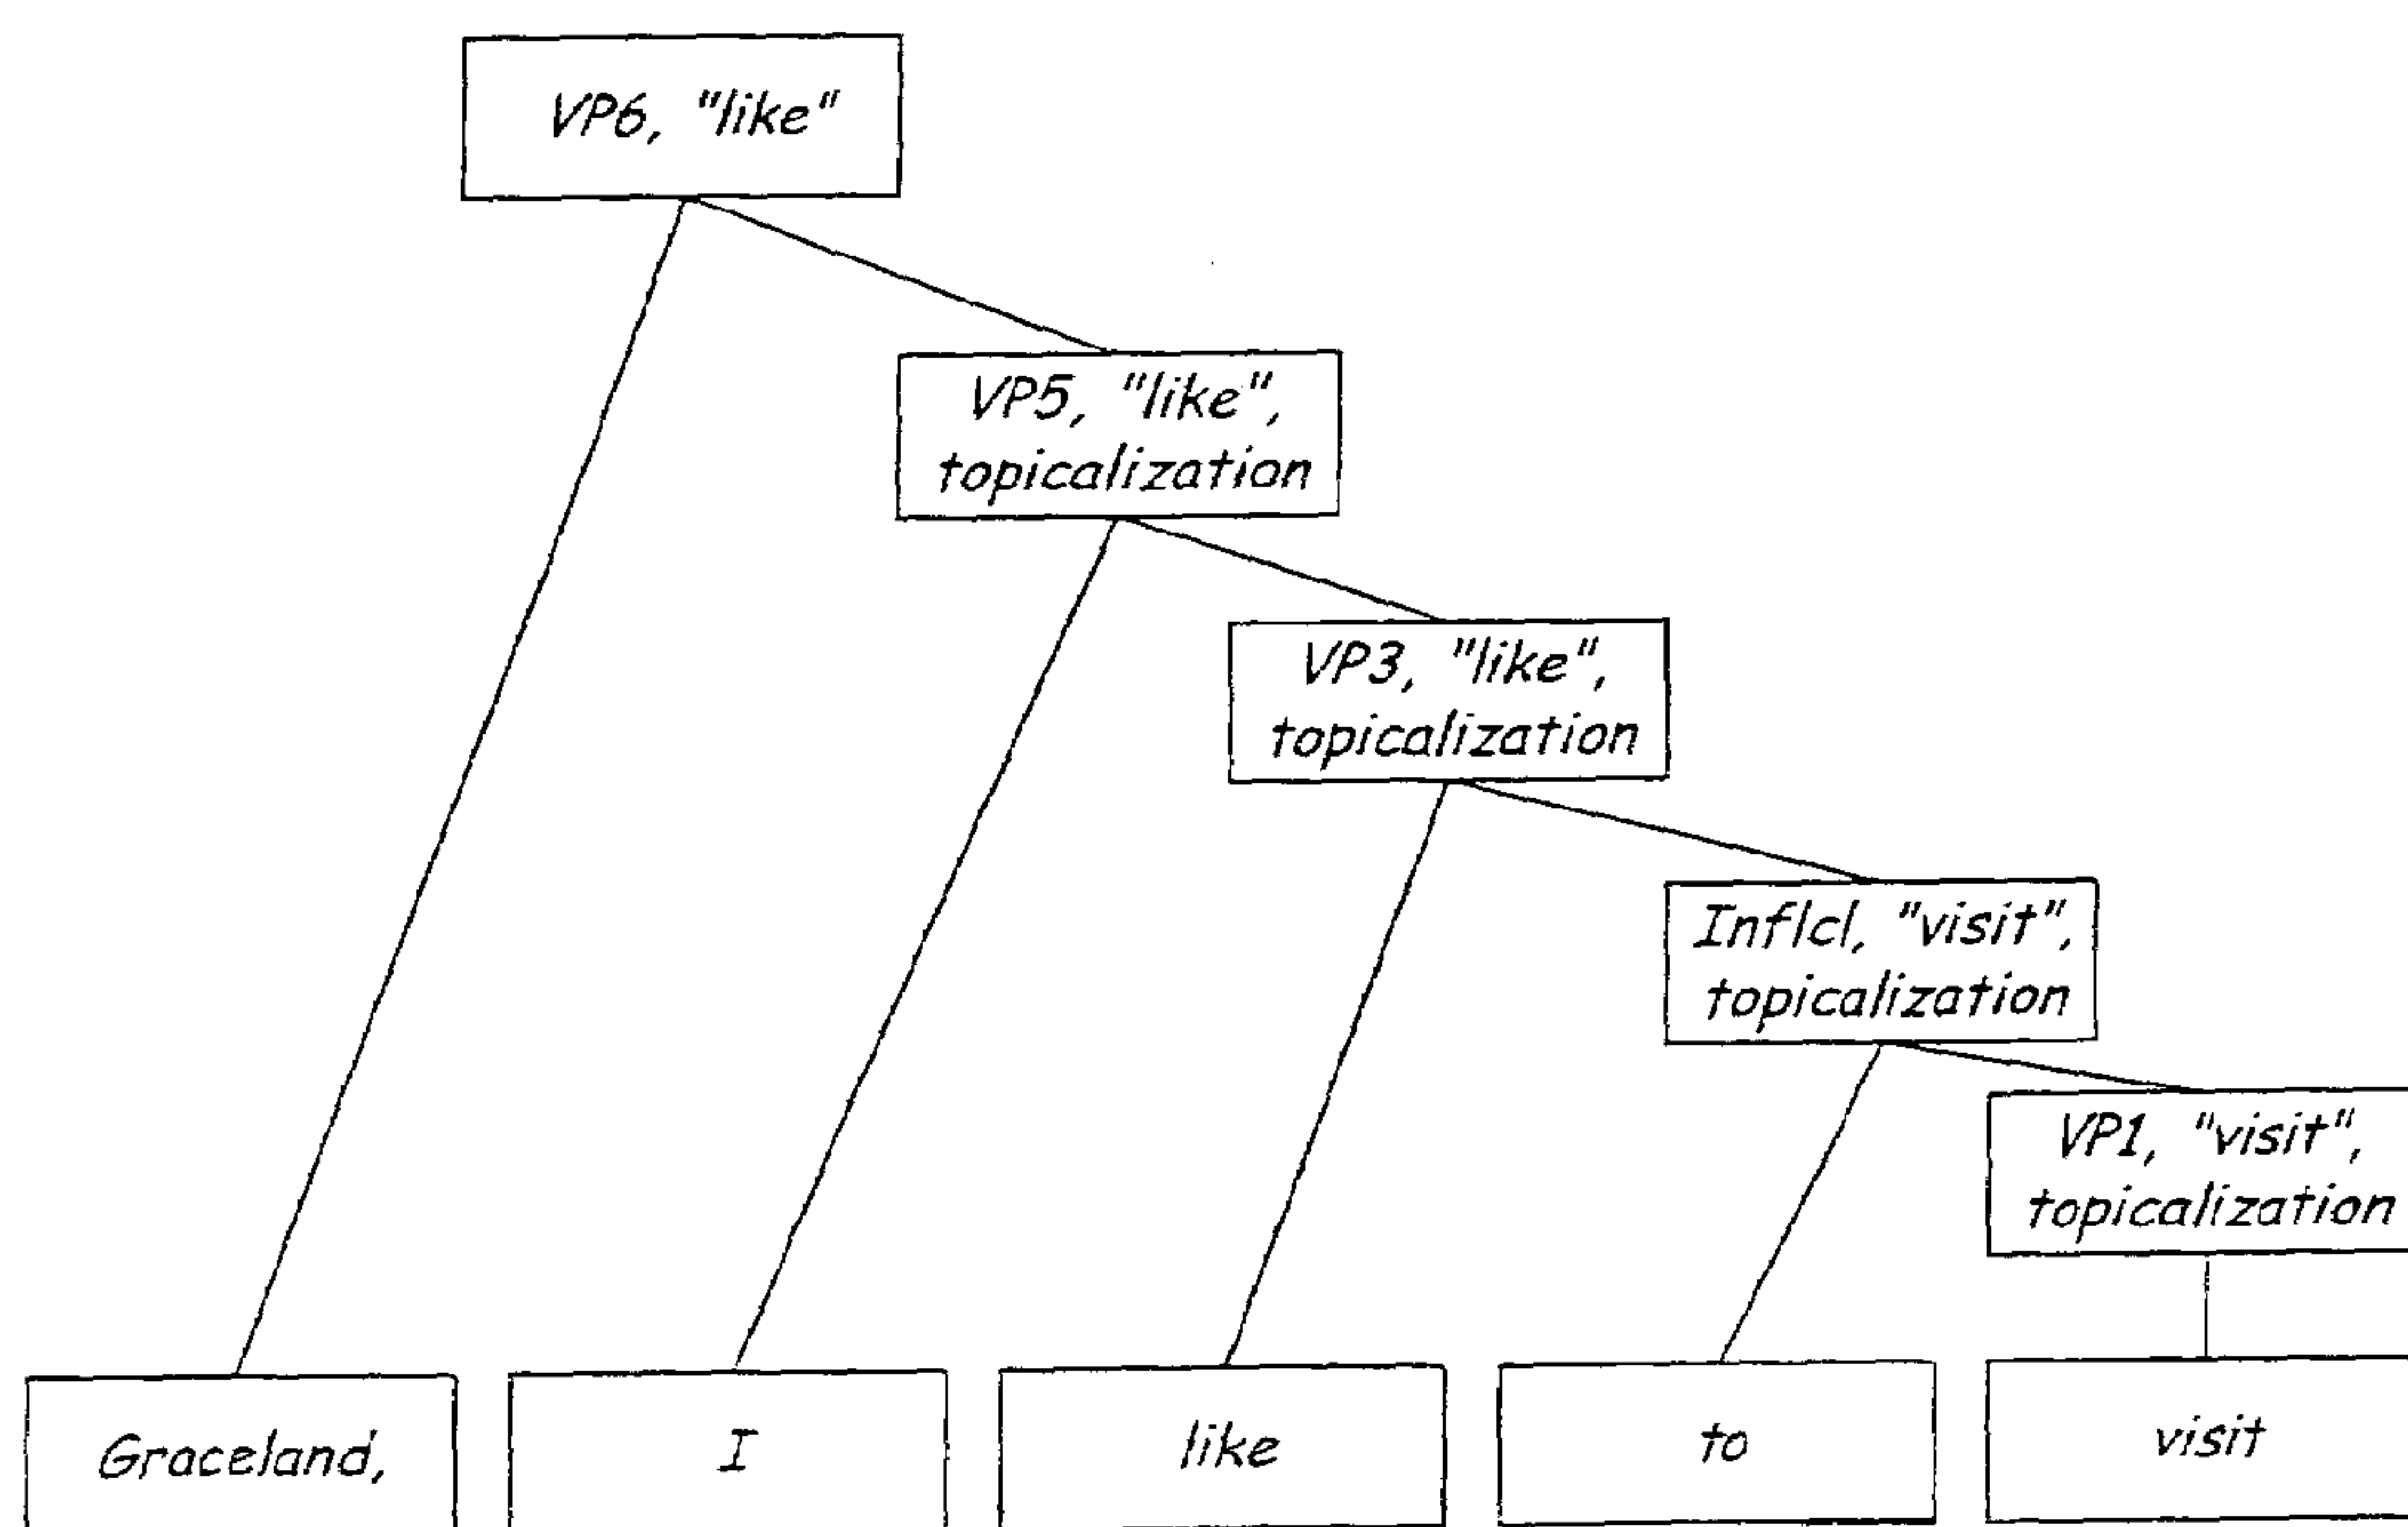 VP6, "like"
VP5, "like",
topicalization
VP3, "like",
topicalization
Inflcl, "visit",
topicalization
VP1, "visit",
topicalization
Graceland,
I
like
to
visit